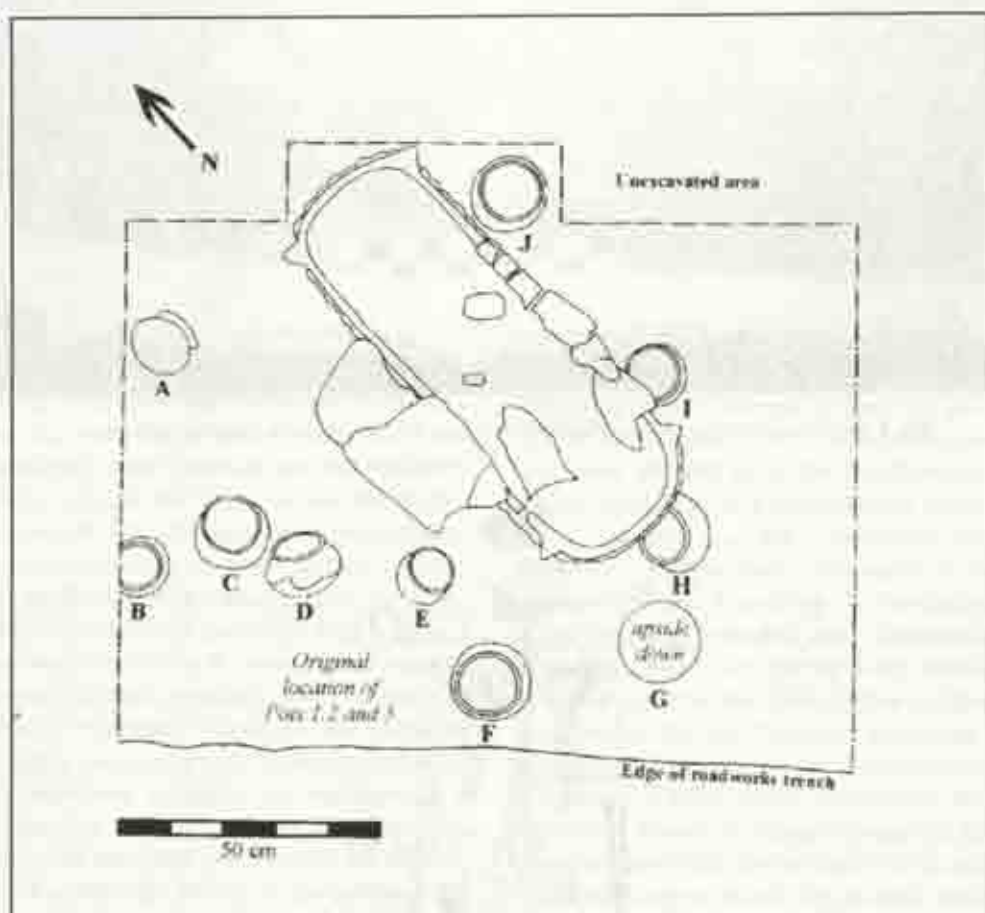 N
Unexcavated area
J
A
I
B
C
D
E
H
upside
down
G
Original
location of
Pots 1, 2 and 3
F
Edge of roadworks trench
50 cm